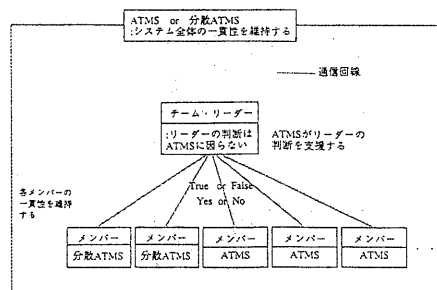 ATMS or 分散ATMS
:システム全体の一貫性を維持する
通信回線
チーム・リーダー
:リーダーの判断は
ATMSに因らない
ATMSがリーダーの
判断を支援する
各メンバーの
一貫性を維持
する
True or False
Yes or No
メンバー
分散ATMS
メンバー
分散ATMS
メンバー
ATMS
メンバー
ATMS
メンバー
ATMS